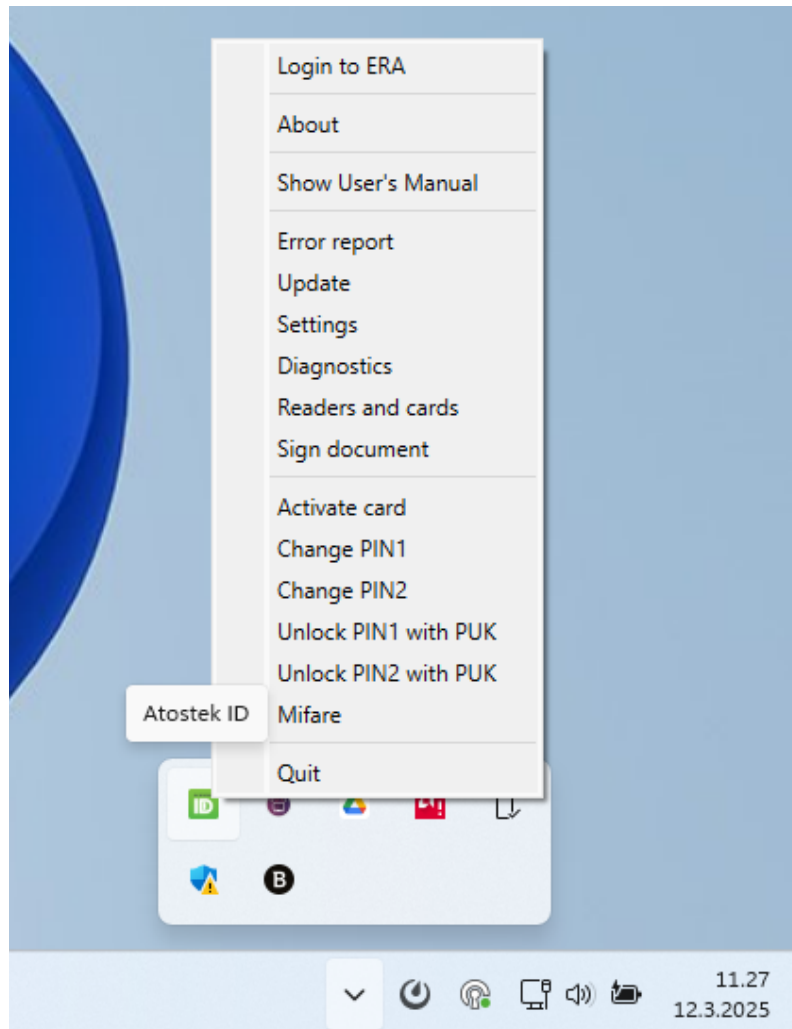 Login to ERA
About
Show User's Manual
Error report
Update
Settings
Diagnostics
Readers and cards
Sign document
Activate card
Change PIN1
Change PIN2
Unlock PIN1 with PUK
Unlock PIN2 with PUK
Atostek ID
Mifare
Quit
ID
B
11.27
12.3.2025